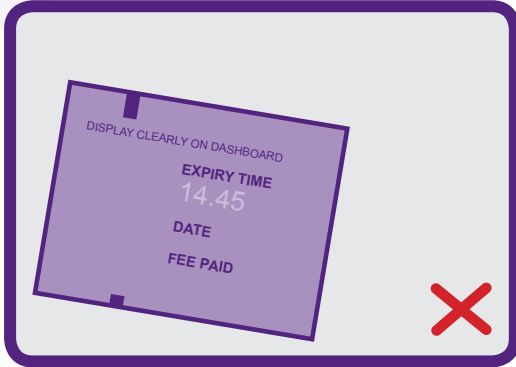 DISPLAY CLEARLY ON DASHBOARD
EXPIRY TIME
14.45
DATE
FEE PAID